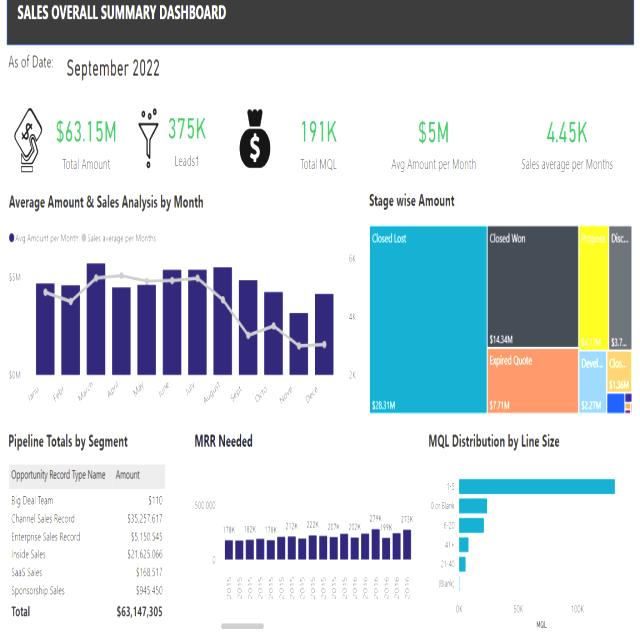 SALES OVERALL SUMMARY DASHBOARD
As of Date: September 2022
$63.15M
Total Amount
375K
Leads1
191K
Total MQL
$5M
Avg Amount per Month
4.45K
Sales average per Months
Average Amount & Sales Analysis by Month
Avg Amount per Month Sales average per Months
$5M
$0M
6K
4K
2K
Janu Febr March April May June July August Sept Octo Nove Dece
Stage wise Amount
Closed Lost
$28.31M
Closed Won
$14.34M
Expired Quote
$7.71M
Disc...
$3.7...
Devel...
$2.27M
Clos...
$1.36M
Pipeline Totals by Segment
Opportunity Record Type Name Amount
Big Deal Team $110
Channel Sales Record $35,257,617
Enterprise Sales Record $5,150,545
Inside Sales $21,625,066
SaaS Sales $168,517
Sponsorship Sales $945,450
Total $63,147,305
MRR Needed
500,000
0
178K 182K 178K 212K 222K 207K 202K 279K 199K 273K
2015 2015 2015 2015 2015 2015 2015 2015 2016 2016 2016 2016 2016 2016 2016 2016
MQL Distribution by Line Size
1-5
0 or Blank
6-20
41+
21-40
(Blank)
0K 50K 100K
MQL